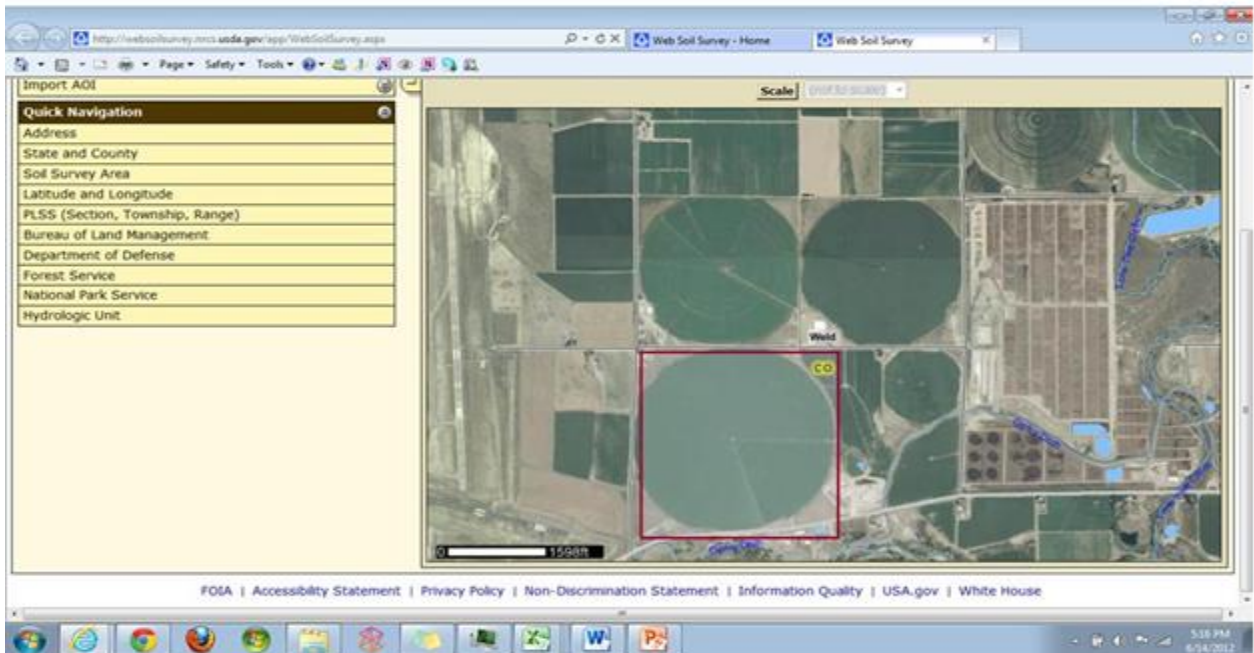 http://websoilsurvey.nrcs.usda.gov/app/WebSoilSurvey.aspx
Web Soil Survey - Home
Web Soil Survey
Page
Safety
Tools
Import AOI
Scale
(not to scale)
Quick Navigation
Address
State and County
Soil Survey Area
Latitude and Longitude
PLSS (Section, Township, Range)
Bureau of Land Management
Department of Defense
Forest Service
National Park Service
Hydrologic Unit
Weld
CO
0 1598ft
FOIA | Accessibility Statement | Privacy Policy | Non-Discrimination Statement | Information Quality | USA.gov | White House
5:16 PM
6/14/2012